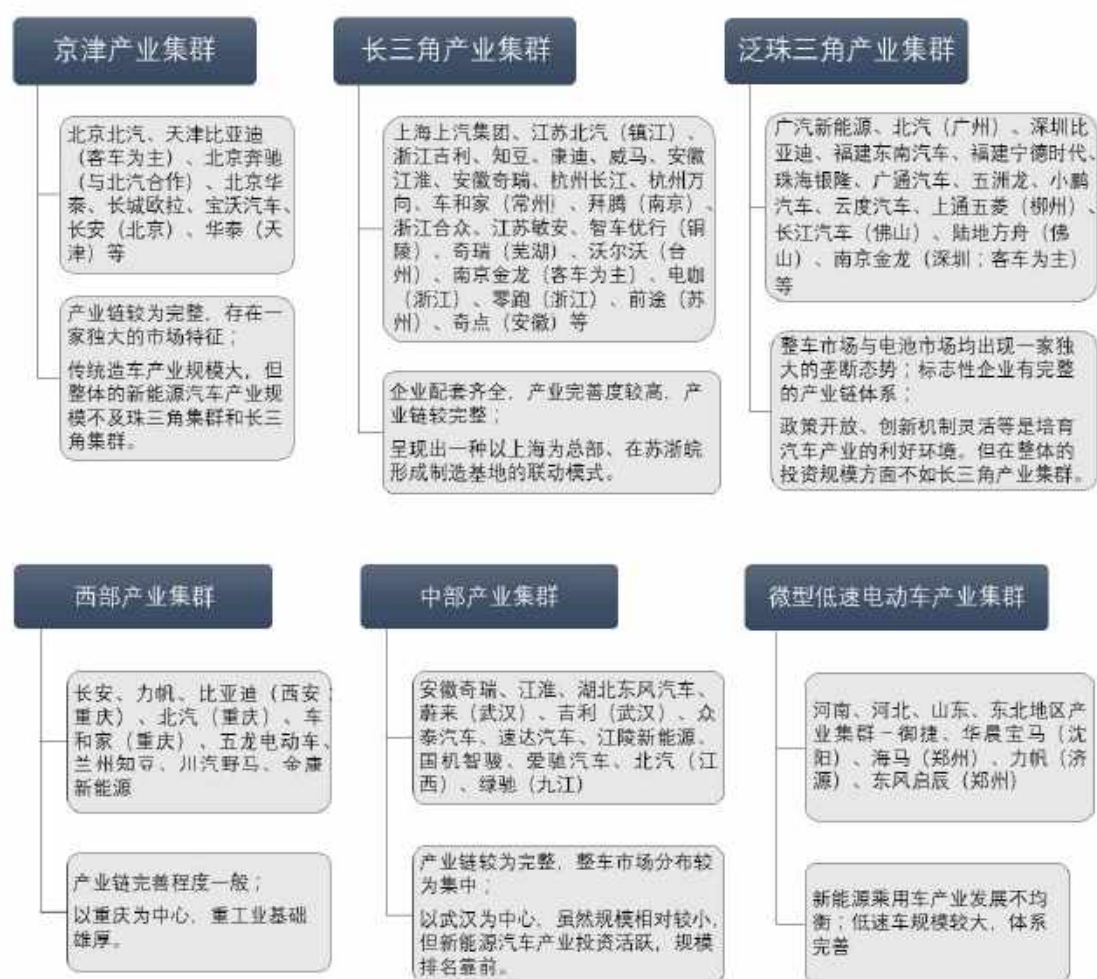 京津产业集群
北京北汽、天津比亚迪
（客车为主）、北京奔驰
（与北汽合作）、北京华
泰、长城欧拉、宝沃汽车、
长安（北京）、华泰（天
津）等
产业链较为完整，存在一
家独大的市场特征；
传统造车产业规模大，但
整体的新能源汽车产业规
模不及珠三角集群和长三
角集群。
长三角产业集群
上海上汽集团、江苏北汽（镇江）、
浙江吉利、知豆、康迪、威马、安徽
江淮、安徽奇瑞、杭州长江、杭州万
向、车和家（常州）、拜腾（南京）、
浙江合众、江苏敏安、智车优行（铜
陵）、奇瑞（芜湖）、沃尔沃（台
州）、南京金龙（客车为主）、电咖
（浙江）、零跑（浙江）、前途（苏
州）、奇点（安徽）等
企业配套齐全，产业完善度较高，产
业链较完整；
呈现出一种以上海为总部、在苏浙皖
形成制造基地的联动模式。
泛珠三角产业集群
广汽新能源、北汽（广州）、深圳比
亚迪、福建东南汽车、福建宁德时代、
珠海银隆、广通汽车、五洲龙、小鹏
汽车、云度汽车、上通五菱（柳州）、
长江汽车（佛山）、陆地方舟（佛
山）、南京金龙（深圳；客车为主）
等
整车市场与电池市场均出现一家独
大的垄断态势；标志性企业有完整
的产业链体系；
政策开放、创新机制灵活等是培育
汽车产业的利好环境。但在整体的
投资规模方面不如长三角产业集群。
西部产业集群
长安、力帆、比亚迪（西安；
重庆）、北汽（重庆）、车
和家（重庆）、五龙电动车、
兰州知豆、川汽野马、金康
新能源
产业链完善程度一般；
以重庆为中心，重工业基础
雄厚。
中部产业集群
安徽奇瑞、江淮、湖北东风汽车、
蔚来（武汉）、吉利（武汉）、众
泰汽车、速达汽车、江陵新能源、
国机智骏、爱驰汽车、北汽（江
西）、绿驰（九江）
产业链较为完整，整车市场分布较
为集中；
以武汉为中心，虽然规模相对较小，
但新能源汽车产业投资活跃，规模
排名靠前。
微型低速电动车产业集群
河南、河北、山东、东北地区产
业集群－御捷、华晨宝马（沈
阳）、海马（郑州）、力帆（济
源）、东风启辰（郑州）
新能源乘用车产业发展不均
衡；低速车规模较大，体系
完善